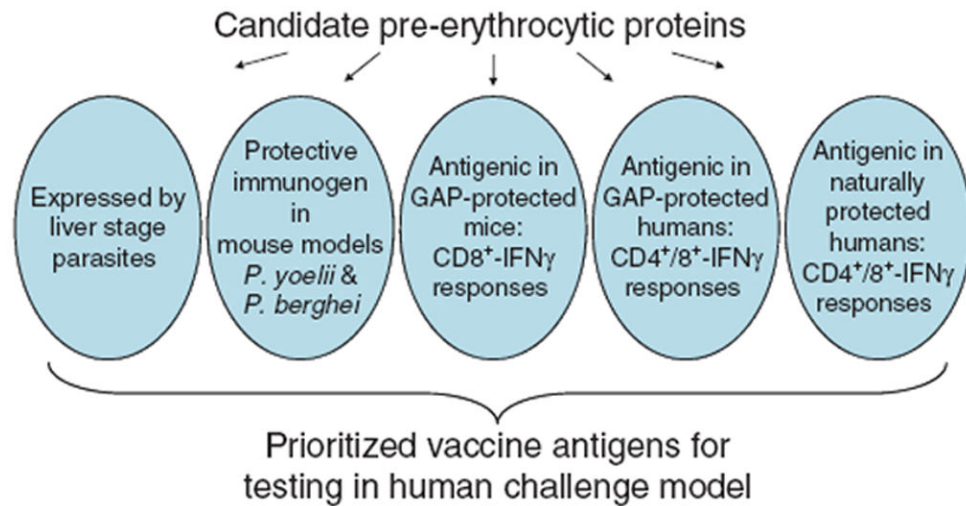 Candidate pre-erythrocytic proteins
Expressed by
liver stage
parasites
Protective
immunogen
in
mouse models
P. yoelii &
P. berghei
Antigenic in
GAP-protected
mice:
CD8⁺-IFNγ
responses
Antigenic in
GAP-protected
humans:
CD4⁺/8⁺-IFNγ
responses
Antigenic in
naturally
protected
humans:
CD4⁺/8⁺-IFNγ
responses
Prioritized vaccine antigens for
testing in human challenge model